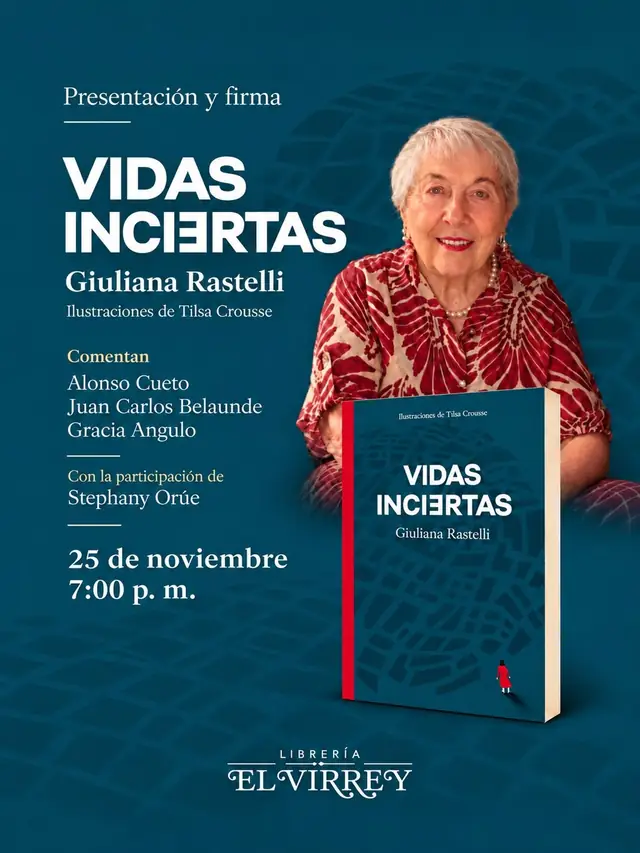 Presentación y firma
VIDAS
INCIƎRTAS
Giuliana Rastelli
Ilustraciones de Tilsa Crousse
Comentan
Alonso Cueto
Juan Carlos Belaunde
Gracia Angulo
Con la participación de
Stephany Orúe
25 de noviembre
7:00 p. m.
Ilustraciones de Tilsa Crousse
VIDAS
INCIƎRTAS
Giuliana Rastelli
LIBRERÍA
EL VIRREY